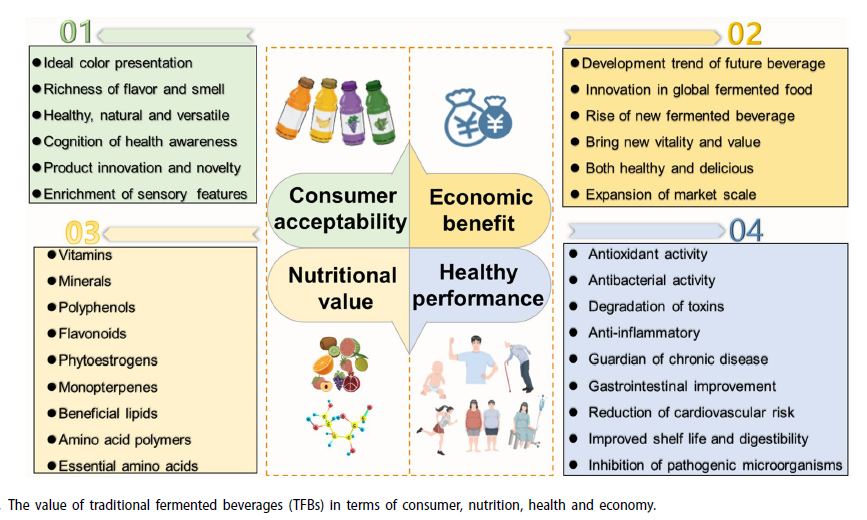 01
Ideal color presentation
Richness of flavor and smell
Healthy, natural and versatile
Cognition of health awareness
Product innovation and novelty
Enrichment of sensory features
02
Development trend of future beverage
Innovation in global fermented food
Rise of new fermented beverage
Bring new vitality and value
Both healthy and delicious
Expansion of market scale
¥ ¥
Consumer
acceptability
Economic
benefit
Nutritional
value
Healthy
performance
03
Vitamins
Minerals
Polyphenols
Flavonoids
Phytoestrogens
Monopterpenes
Beneficial lipids
Amino acid polymers
Essential amino acids
04
Antioxidant activity
Antibacterial activity
Degradation of toxins
Anti-inflammatory
Guardian of chronic disease
Gastrointestinal improvement
Reduction of cardiovascular risk
Improved shelf life and digestibility
Inhibition of pathogenic microorganisms
The value of traditional fermented beverages (TFBs) in terms of consumer, nutrition, health and economy.